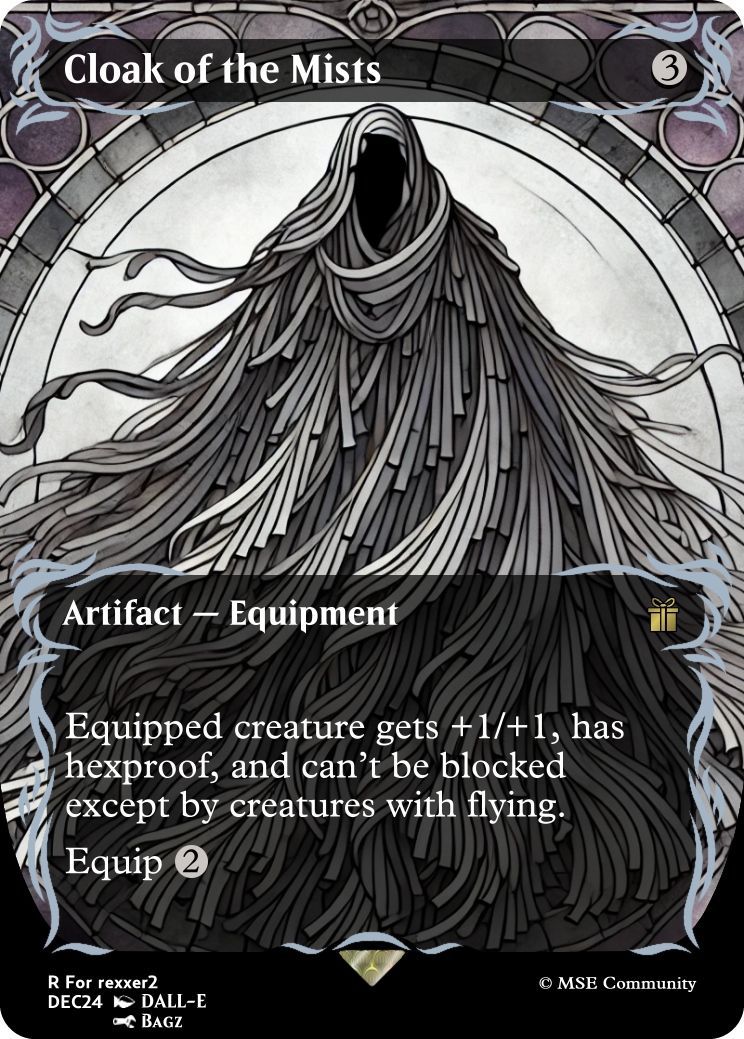 Cloak of the Mists 3
Artifact — Equipment
Equipped creature gets +1/+1, has
hexproof, and can't be blocked
except by creatures with flying.
Equip 2
R For rexxer2
DEC24 DALL-E
Bagz
© MSE Community